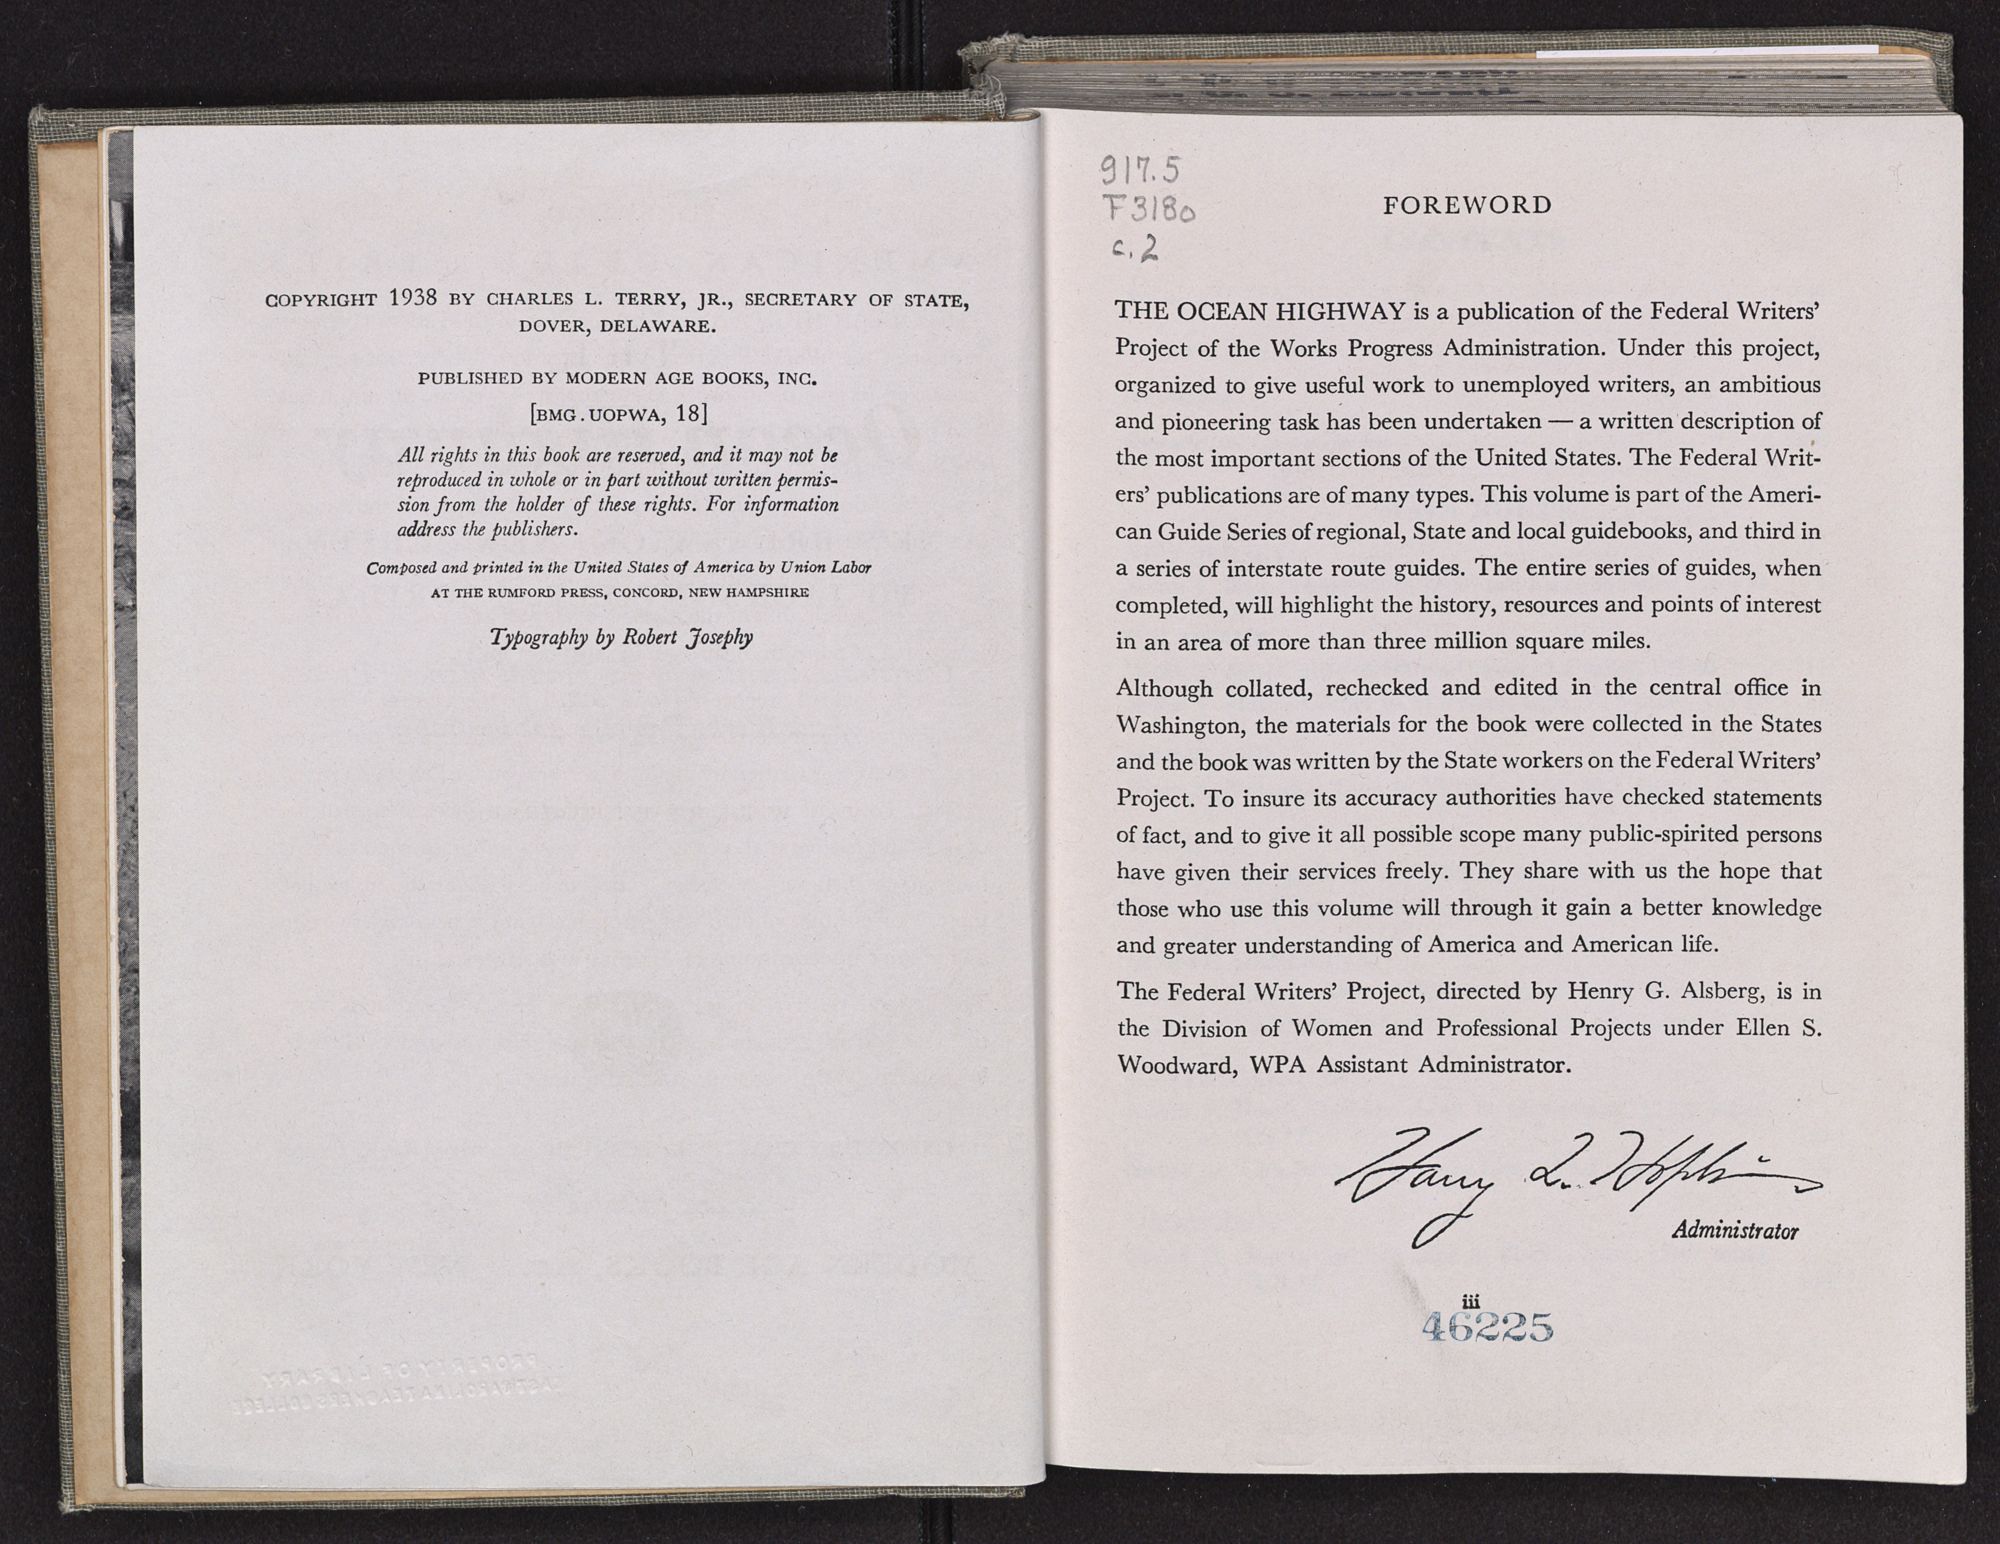 COPYRIGHT 1938 BY CHARLES L. TERRY, JR., SECRETARY OF STATE,
DOVER, DELAWARE.
PUBLISHED BY MODERN AGE BOOKS, INC.
[BMG. UOPWA, 18]
All rights in this book are reserved, and it may not be
reproduced in whole or in part without written permis-
sion from the holder of these rights. For information
address the publishers.
Composed and printed in the United States of America by Union Labor
AT THE RUMFORD PRESS, CONCORD, NEW HAMPSHIRE
Typography by Robert Josephy
PROPERTY OF LIBRARY
EAST CAROLINA TEACHERS COLLEGE
917.5
F318o
c.2
FOREWORD
THE OCEAN HIGHWAY is a publication of the Federal Writers’
Project of the Works Progress Administration. Under this project,
organized to give useful work to unemployed writers, an ambitious
and pioneering task has been undertaken — a written description of
the most important sections of the United States. The Federal Writ-
ers’ publications are of many types. This volume is part of the Ameri-
can Guide Series of regional, State and local guidebooks, and third in
a series of interstate route guides. The entire series of guides, when
completed, will highlight the history, resources and points of interest
in an area of more than three million square miles.
Although collated, rechecked and edited in the central office in
Washington, the materials for the book were collected in the States
and the book was written by the State workers on the Federal Writers’
Project. To insure its accuracy authorities have checked statements
of fact, and to give it all possible scope many public-spirited persons
have given their services freely. They share with us the hope that
those who use this volume will through it gain a better knowledge
and greater understanding of America and American life.
The Federal Writers’ Project, directed by Henry G. Alsberg, is in
the Division of Women and Professional Projects under Ellen S.
Woodward, WPA Assistant Administrator.
Harry L. Hopkins
Administrator
iii
46225